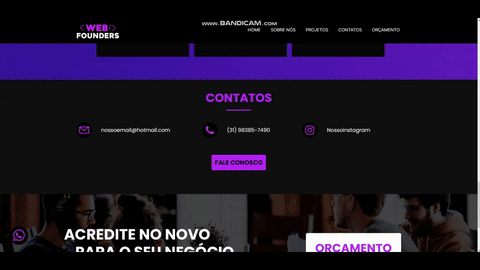 www.BANDICAM.com
<WEB/>
FOUNDERS
HOME SOBRE NÓS PROJETOS CONTATOS ORÇAMENTO
CONTATOS
nossoemail@hotmail.com (31) 98385-7490 NossoInstagram
FALE CONOSCO
ACREDITE NO NOVO
PARA O SEU NEGÓCIO
ORÇAMENTO